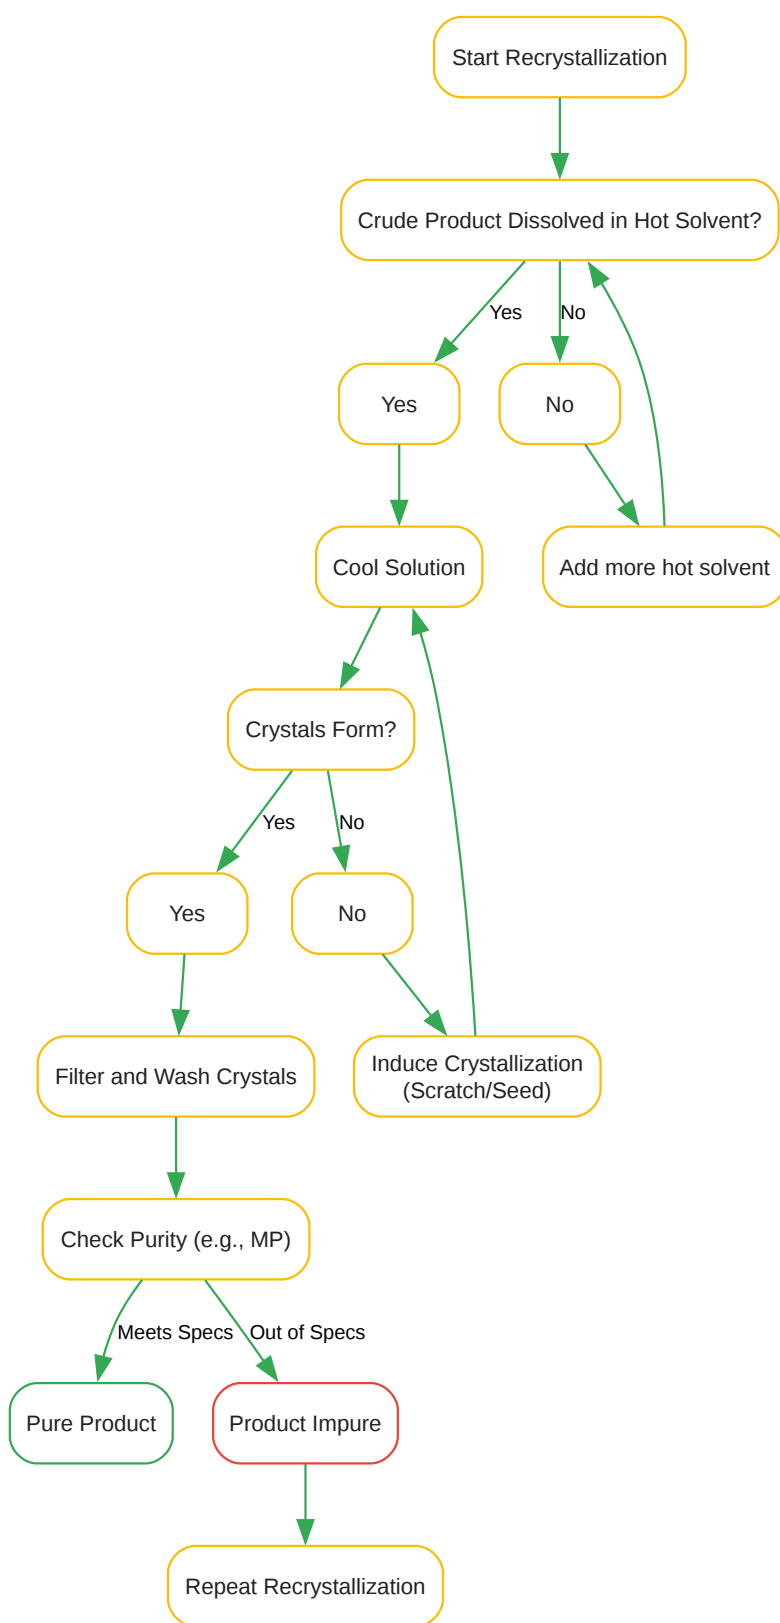 Start Recrystallization
Crude Product Dissolved in Hot Solvent?
Yes
No
Yes
No
Cool Solution
Add more hot solvent
Crystals Form?
Yes
No
Yes
No
Filter and Wash Crystals
Induce Crystallization
(Scratch/Seed)
Check Purity (e.g., MP)
Meets Specs
Out of Specs
Pure Product
Product Impure
Repeat Recrystallization